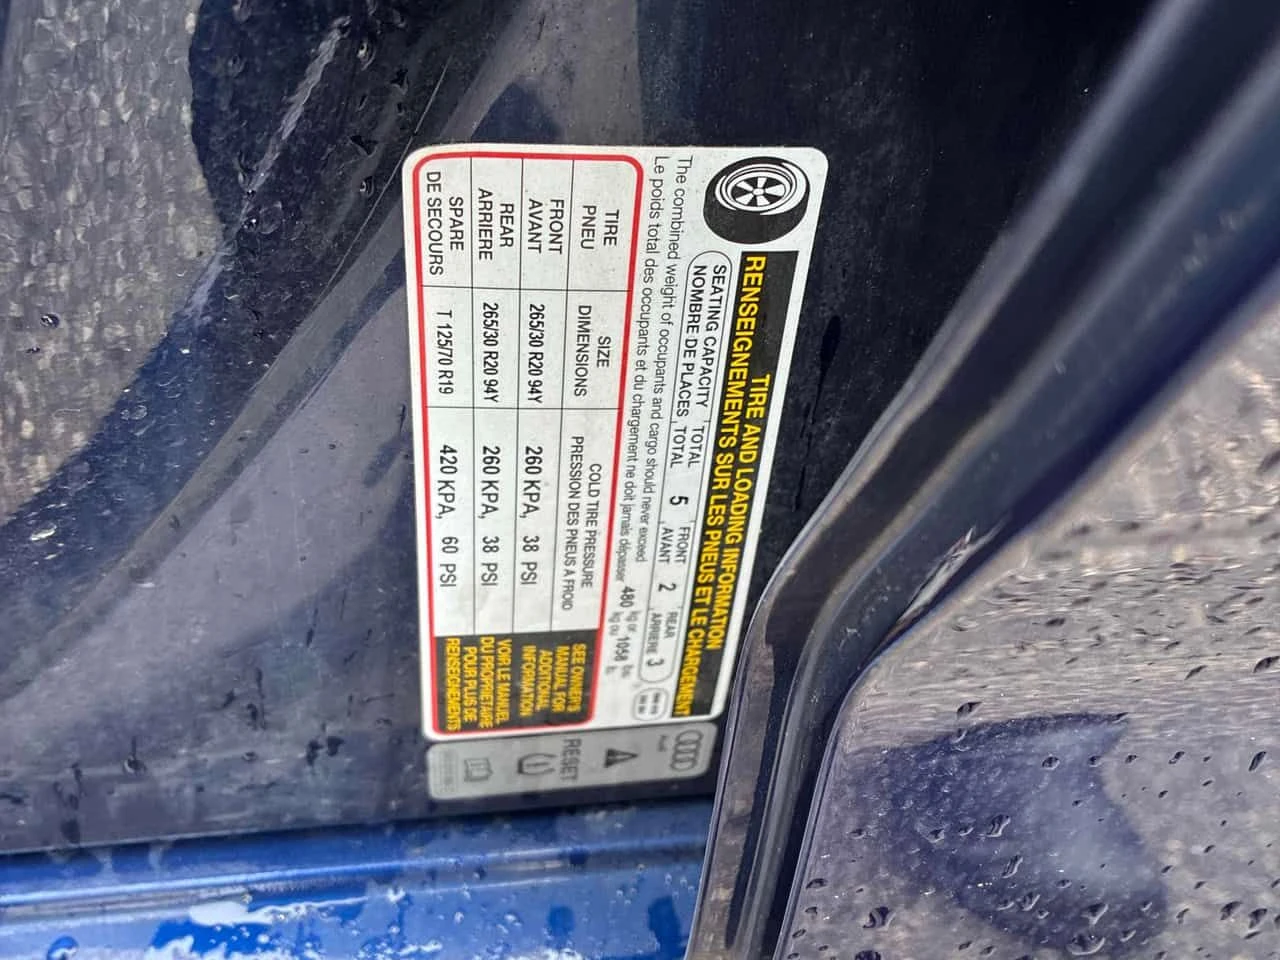 TIRE AND LOADING INFORMATION
RENSEIGNEMENTS SUR LES PNEUS ET LE CHARGEMENT
SEATING CAPACITY TOTAL 5 FRONT 2 REAR 3
NOMBRE DE PLACES TOTAL AVANT ARRIERE
The combined weight of occupants and cargo should never exceed 480 kg or 1058 lbs
Le poids total des occupants et du chargement ne doit jamais dépasser kg ou lb
TIRE SIZE COLD TIRE PRESSURE
PNEU DIMENSIONS PRESSION DES PNEUS A FROID
FRONT
AVANT 265/30 R20 94Y 260 KPA, 38 PSI
REAR
ARRIERE 265/30 R20 94Y 260 KPA, 38 PSI
SPARE
DE SECOURS T 125/70 R19 420 KPA, 60 PSI
SEE OWNER'S
MANUAL FOR
ADDITIONAL
INFORMATION
VOIR LE MANUEL
DU PROPRIETAIRE
POUR PLUS DE
RENSEIGNEMENTS
Audi
RESET